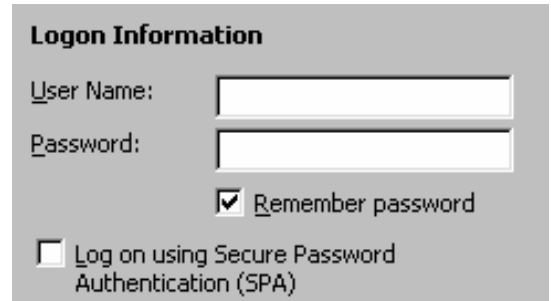 Logon Information
User Name:
Password:
Remember password
Log on using Secure Password
Authentication (SPA)